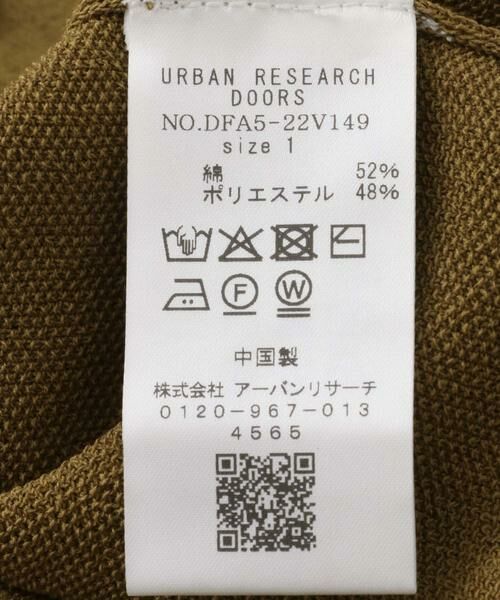 URBAN RESEARCH
DOORS
NO.DFA5-22V149
size 1
綿 52%
ポリエステル 48%
F W
中国製
株式会社 アーバンリサーチ
0120-967-013
4565